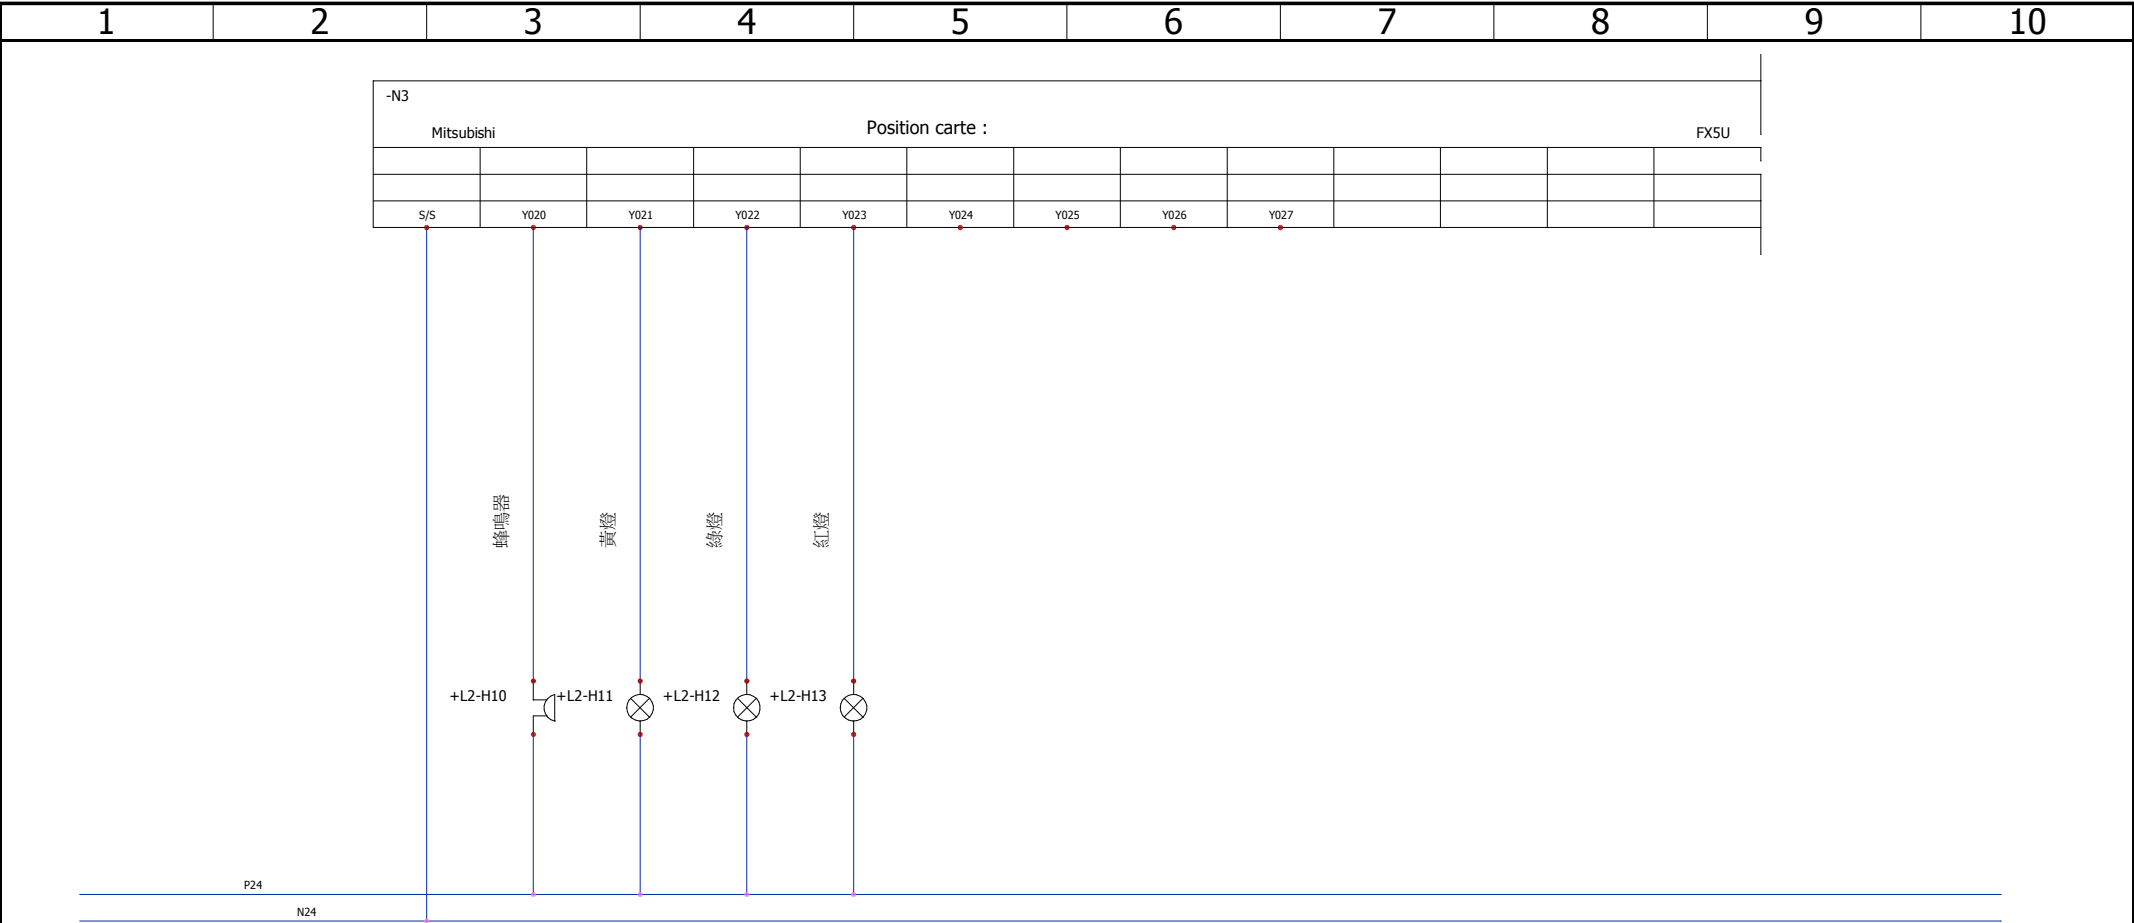 1 2 3 4 5 6 7 8 9 10
-N3
Mitsubishi Position carte : FX5U
S/S Y020 Y021 Y022 Y023 Y024 Y025 Y026 Y027
蜂鳴器
黃燈
綠燈
紅燈
+L2-H10 +L2-H11 +L2-H12 +L2-H13
P24
N24